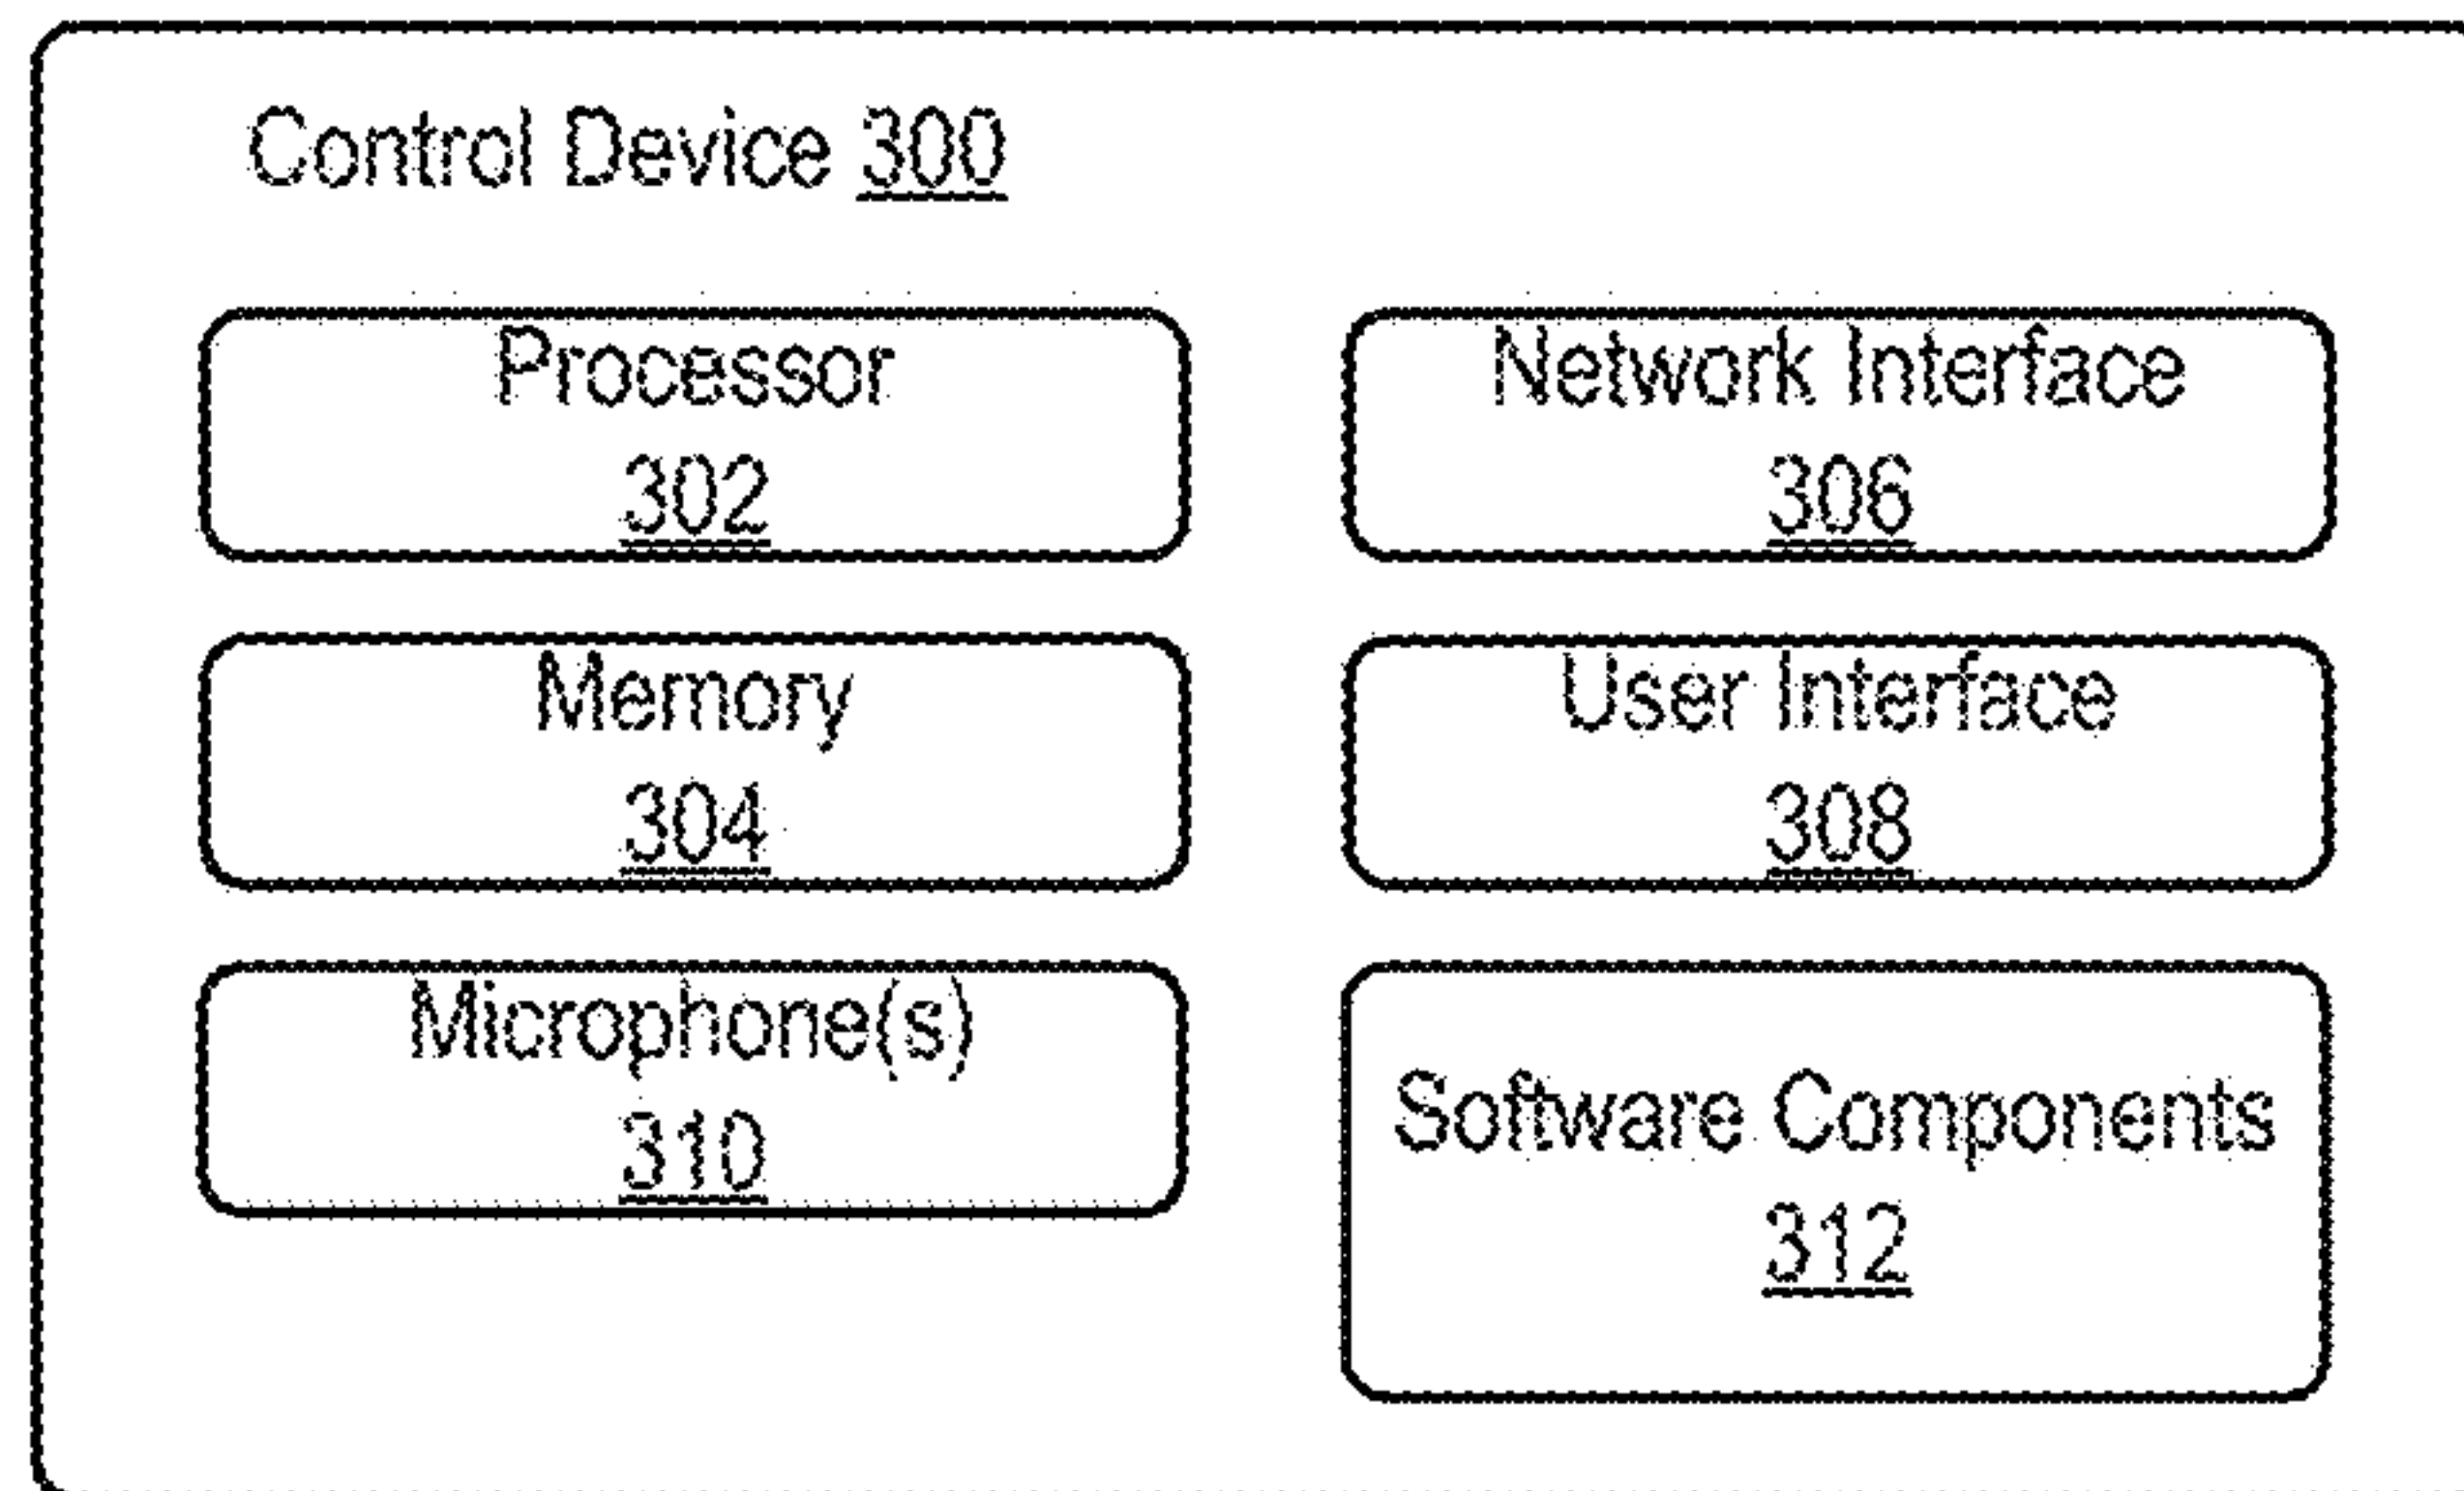 Control Device 300
Processor
302
Network Interface
306
Memory
304
User Interface
308
Microphone(s)
310
Software Components
312